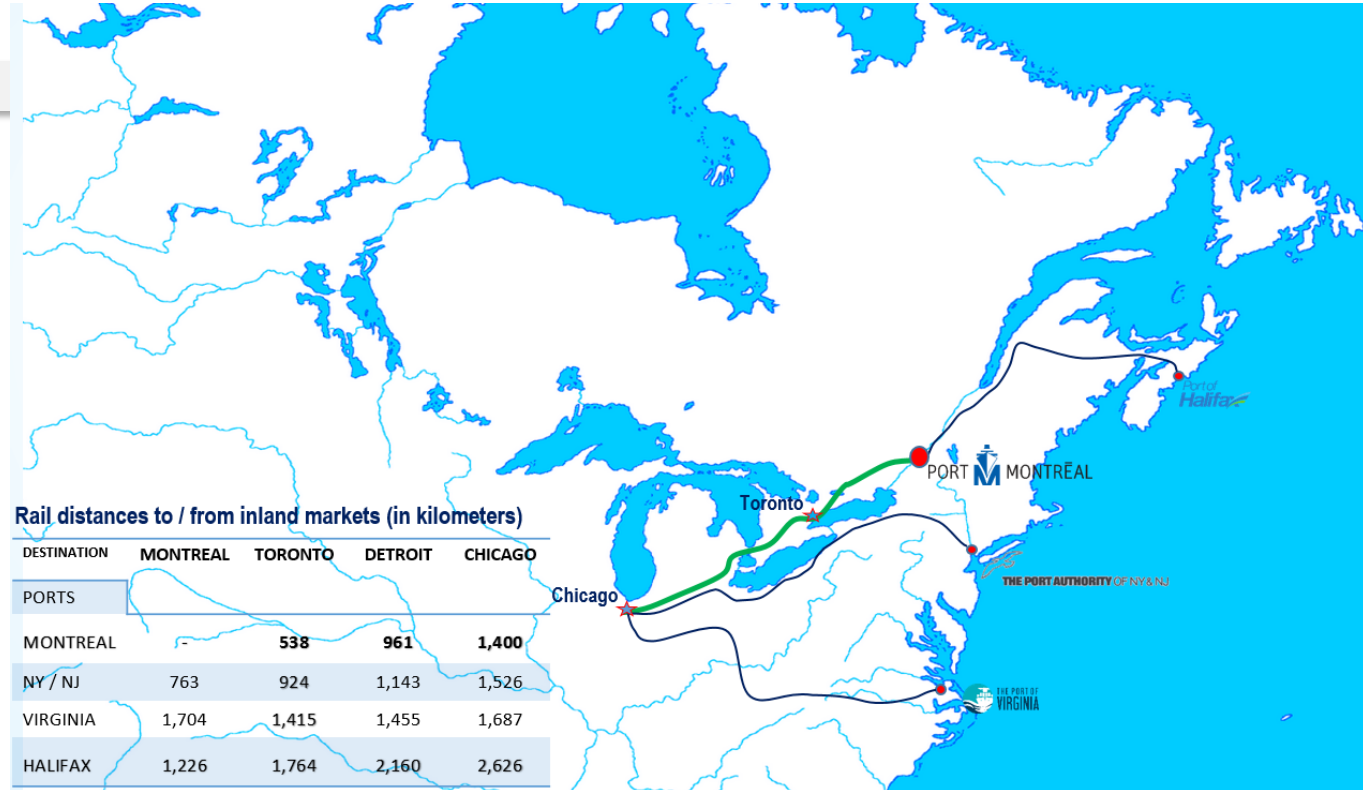 Port of
Halifax
PORT MONTRĒAL
Toronto
Rail distances to / from inland markets (in kilometers)
DESTINATION MONTREAL TORONTO DETROIT CHICAGO
PORTS
MONTREAL - 538 961 1,400
NY / NJ 763 924 1,143 1,526
VIRGINIA 1,704 1,415 1,455 1,687
HALIFAX 1,226 1,764 2,160 2,626
Chicago
THE PORT AUTHORITY OF NY & NJ
THE PORT OF
VIRGINIA